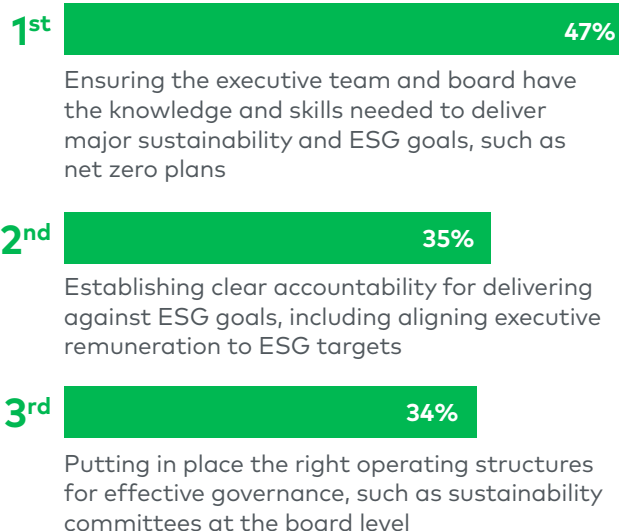 1st
47%
Ensuring the executive team and board have
the knowledge and skills needed to deliver
major sustainability and ESG goals, such as
net zero plans
2nd
35%
Establishing clear accountability for delivering
against ESG goals, including aligning executive
remuneration to ESG targets
3rd
34%
Putting in place the right operating structures
for effective governance, such as sustainability
committees at the board level